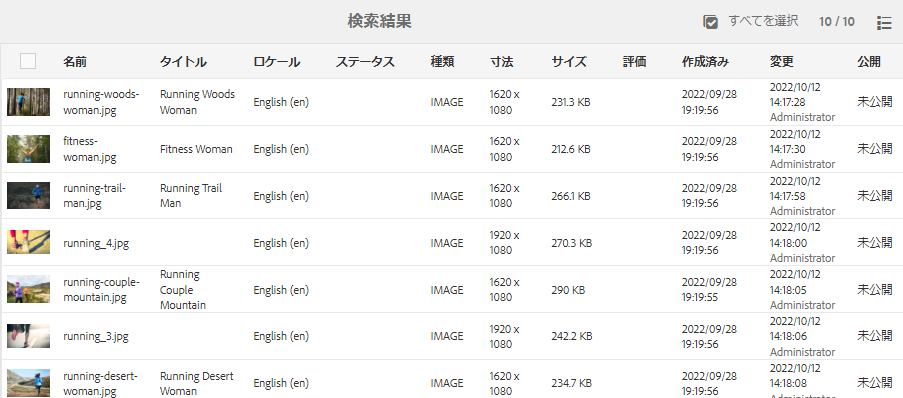 検索結果
すべてを選択
10 / 10
名前 タイトル ロケール ステータス 種類 寸法 サイズ 評価 作成済み 変更 公開
running-woods-
woman.jpg
Running Woods
Woman
English (en)
IMAGE
1620 x
1080
231.3 KB
2022/09/28
19:19:56
2022/10/12
14:17:28
Administrator
未公開
fitness-
woman.jpg
Fitness Woman
English (en)
IMAGE
1620 x
1080
212.6 KB
2022/09/28
19:19:56
2022/10/12
14:17:30
Administrator
未公開
running-trail-
man.jpg
Running Trail
Man
English (en)
IMAGE
1620 x
1080
266.1 KB
2022/09/28
19:19:56
2022/10/12
14:17:58
Administrator
未公開
running_4.jpg
English (en)
IMAGE
1920 x
1080
270.3 KB
2022/09/28
19:19:56
2022/10/12
14:18:00
Administrator
未公開
running-couple-
mountain.jpg
Running
Couple
Mountain
English (en)
IMAGE
1620 x
1080
290 KB
2022/09/28
19:19:55
2022/10/12
14:18:05
Administrator
未公開
running_3.jpg
English (en)
IMAGE
1920 x
1080
242.2 KB
2022/09/28
19:19:56
2022/10/12
14:18:06
Administrator
未公開
running-desert-
woman.jpg
Running Desert
Woman
English (en)
IMAGE
1620 x
1080
234.7 KB
2022/09/28
19:19:56
2022/10/12
14:18:08
Administrator
未公開